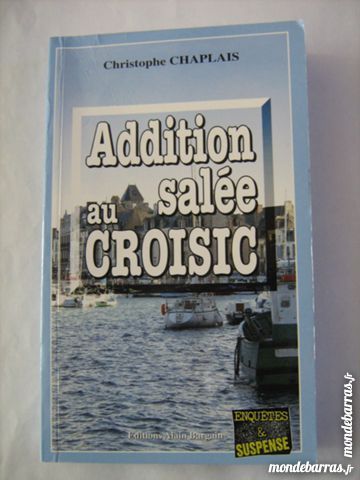 Christophe CHAPLAIS
Addition
salée
au
CROISIC
Editions Alain Bargain
ENQUÊTES
&
SUSPENSE
mondebarras.fr
mondebarras.fr